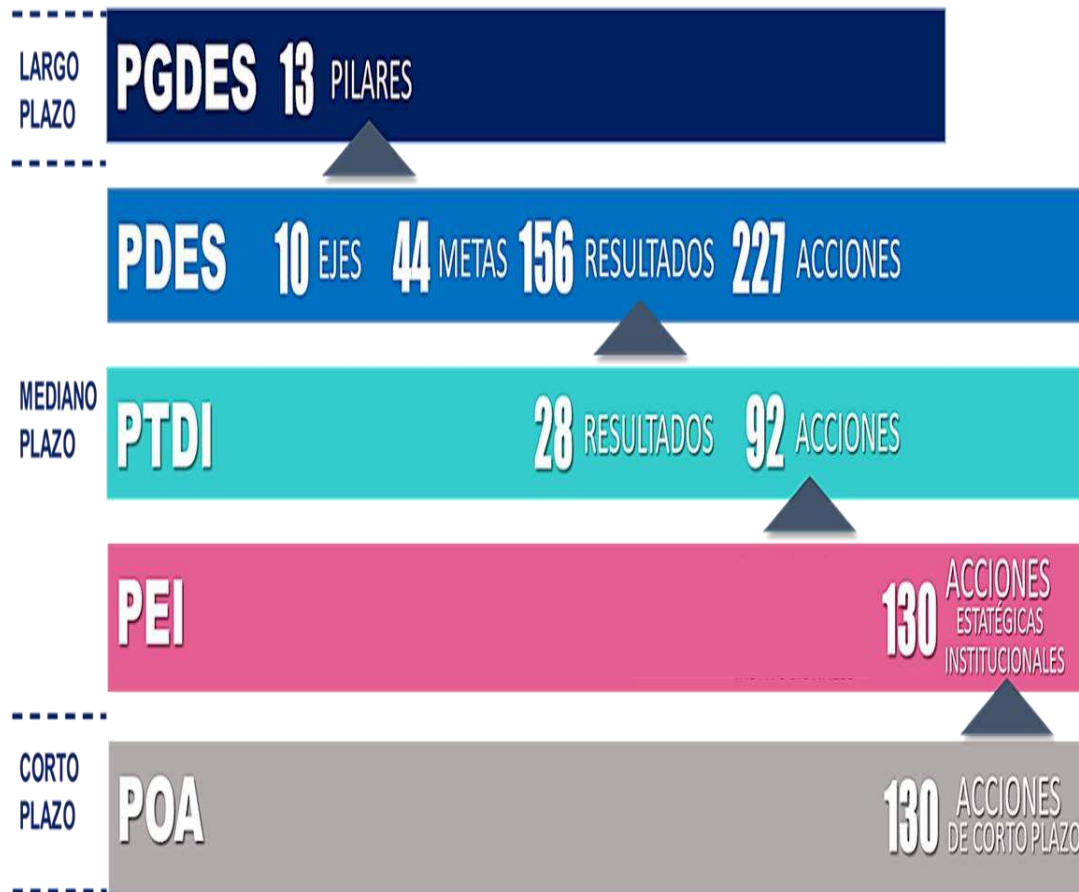 LARGO
PLAZO
PGDES 13 PILARES
PDES 10 EJES 44 METAS 156 RESULTADOS 227 ACCIONES
MEDIANO
PLAZO
PTDI 28 RESULTADOS 92 ACCIONES
PEI 130 ACCIONES
ESTATÉGICAS
INSTITUCIONALES
CORTO
PLAZO
POA 130 ACCIONES
DE CORTO PLAZO